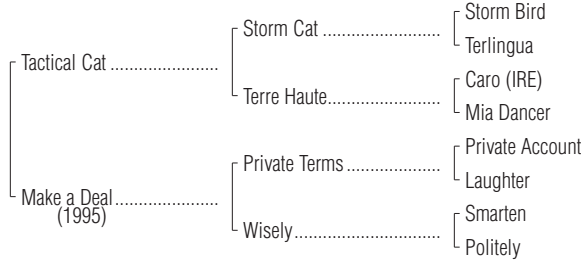 Storm Bird
Storm Cat ......................
Terlingua
Tactical Cat ......................
Caro (IRE)
Terre Haute......................
Mia Dancer
Private Account
Private Terms ...................
Laughter
Make a Deal .....................
(1995)
Smarten
Wisely.............................
Politely